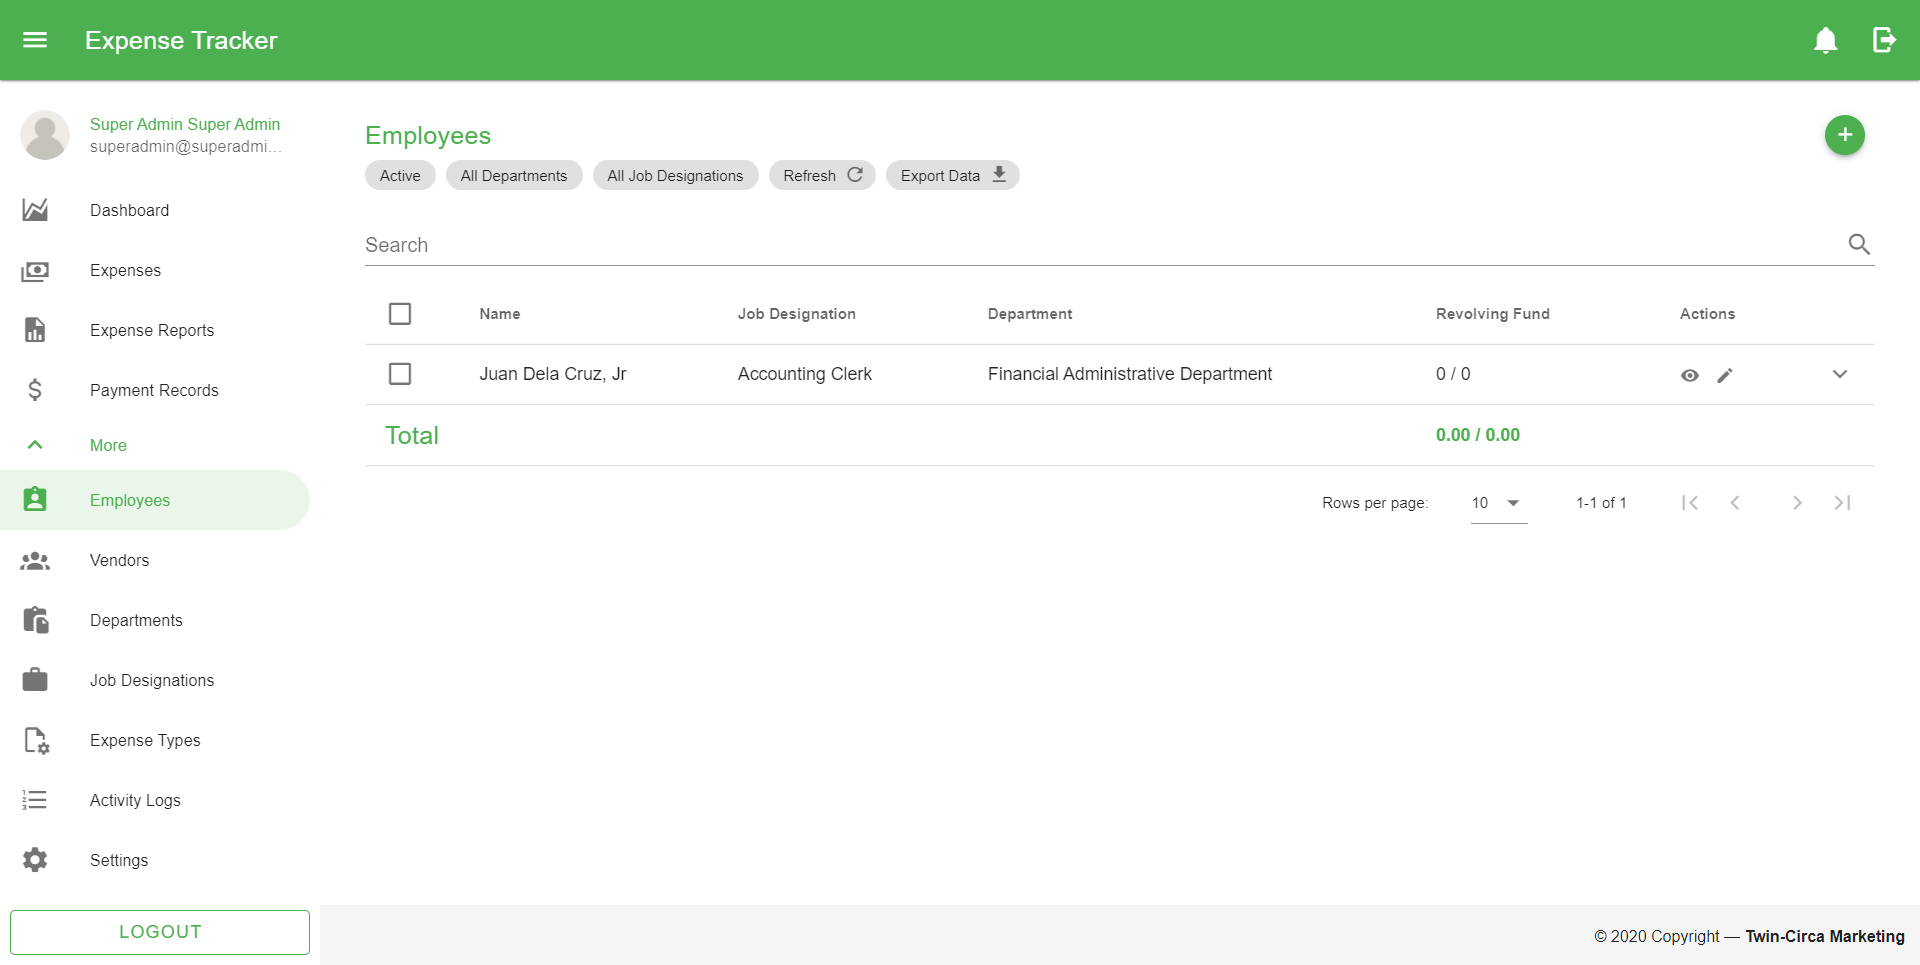 Expense Tracker
Super Admin Super Admin
superadmin@superadmi...
Dashboard
Expenses
Expense Reports
Payment Records
More
Employees
Vendors
Departments
Job Designations
Expense Types
Activity Logs
Settings
LOGOUT
Employees
Active All Departments All Job Designations Refresh Export Data
Search
Name Job Designation Department Revolving Fund Actions
Juan Dela Cruz, Jr Accounting Clerk Financial Administrative Department 0 / 0
Total 0.00 / 0.00
Rows per page: 10 1-1 of 1
© 2020 Copyright — Twin-Circa Marketing